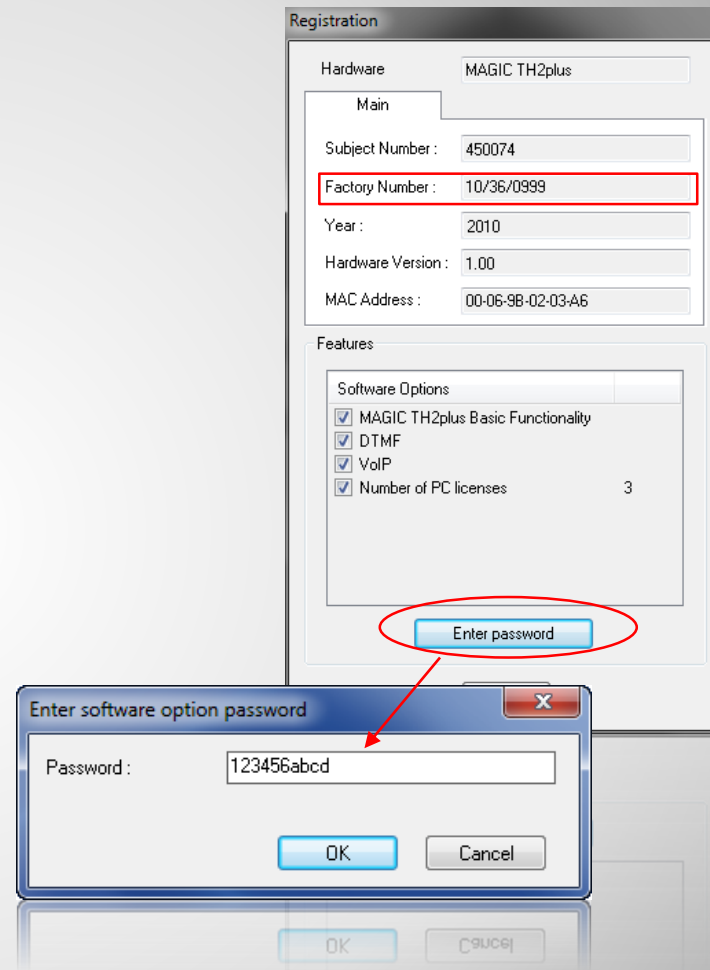 Registration
Hardware MAGIC TH2plus
Main
Subject Number : 450074
Factory Number : 10/36/0999
Year : 2010
Hardware Version : 1.00
MAC Address : 00-06-9B-02-03-A6
Features
Software Options
MAGIC TH2plus Basic Functionality
DTMF
VoIP
Number of PC licenses 3
Enter password
Enter software option password
Password : 123456abcd
OK Cancel
OK Cancel